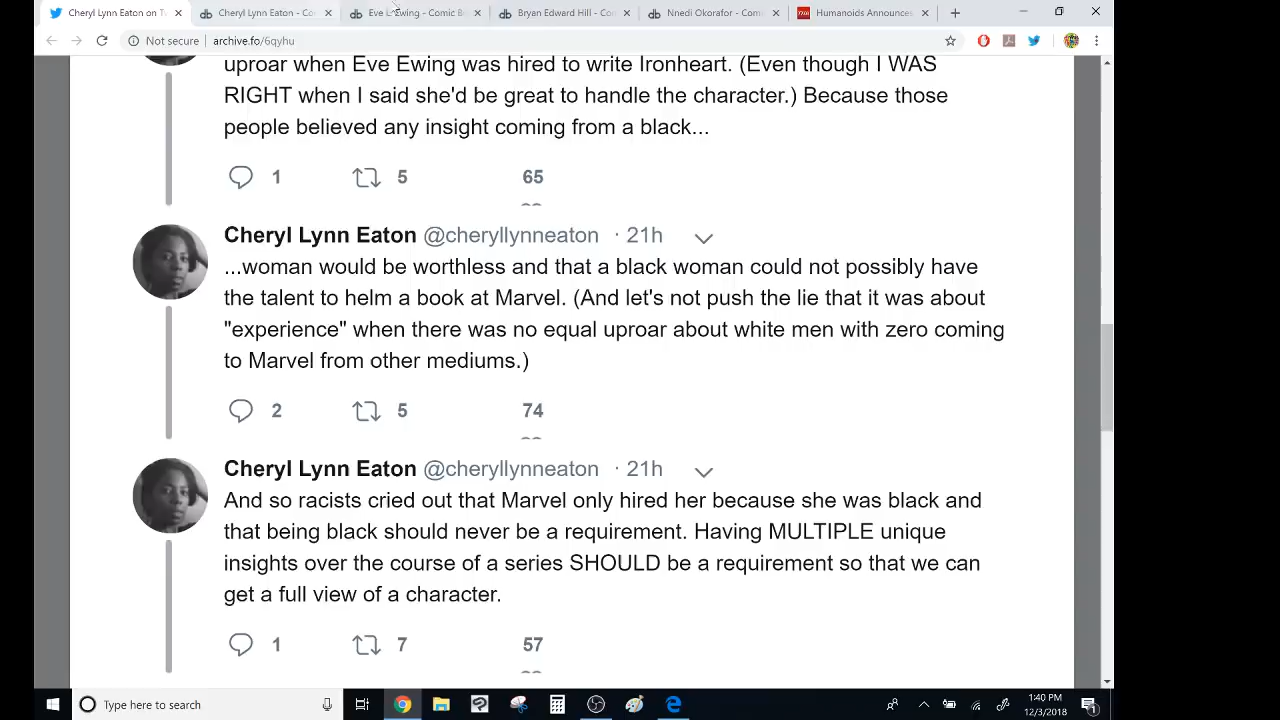 Cheryl Lynn Eaton on T
Cheryl Lynn Eaton - Co
Eve L. Ewing - Comic B
Bryan Edward Hill - Co
Nnedi Okorafor - Comi
Humanoids Announces
Not secure
archive.fo/6qyhu
uproar when Eve Ewing was hired to write Ironheart. (Even though I WAS
RIGHT when I said she'd be great to handle the character.) Because those
people believed any insight coming from a black...
1 5 65
Cheryl Lynn Eaton @cheryllynneaton · 21h
...woman would be worthless and that a black woman could not possibly have
the talent to helm a book at Marvel. (And let's not push the lie that it was about
"experience" when there was no equal uproar about white men with zero coming
to Marvel from other mediums.)
2 5 74
Cheryl Lynn Eaton @cheryllynneaton · 21h
And so racists cried out that Marvel only hired her because she was black and
that being black should never be a requirement. Having MULTIPLE unique
insights over the course of a series SHOULD be a requirement so that we can
get a full view of a character.
1 7 57
Type here to search
1:40 PM
12/3/2018
1